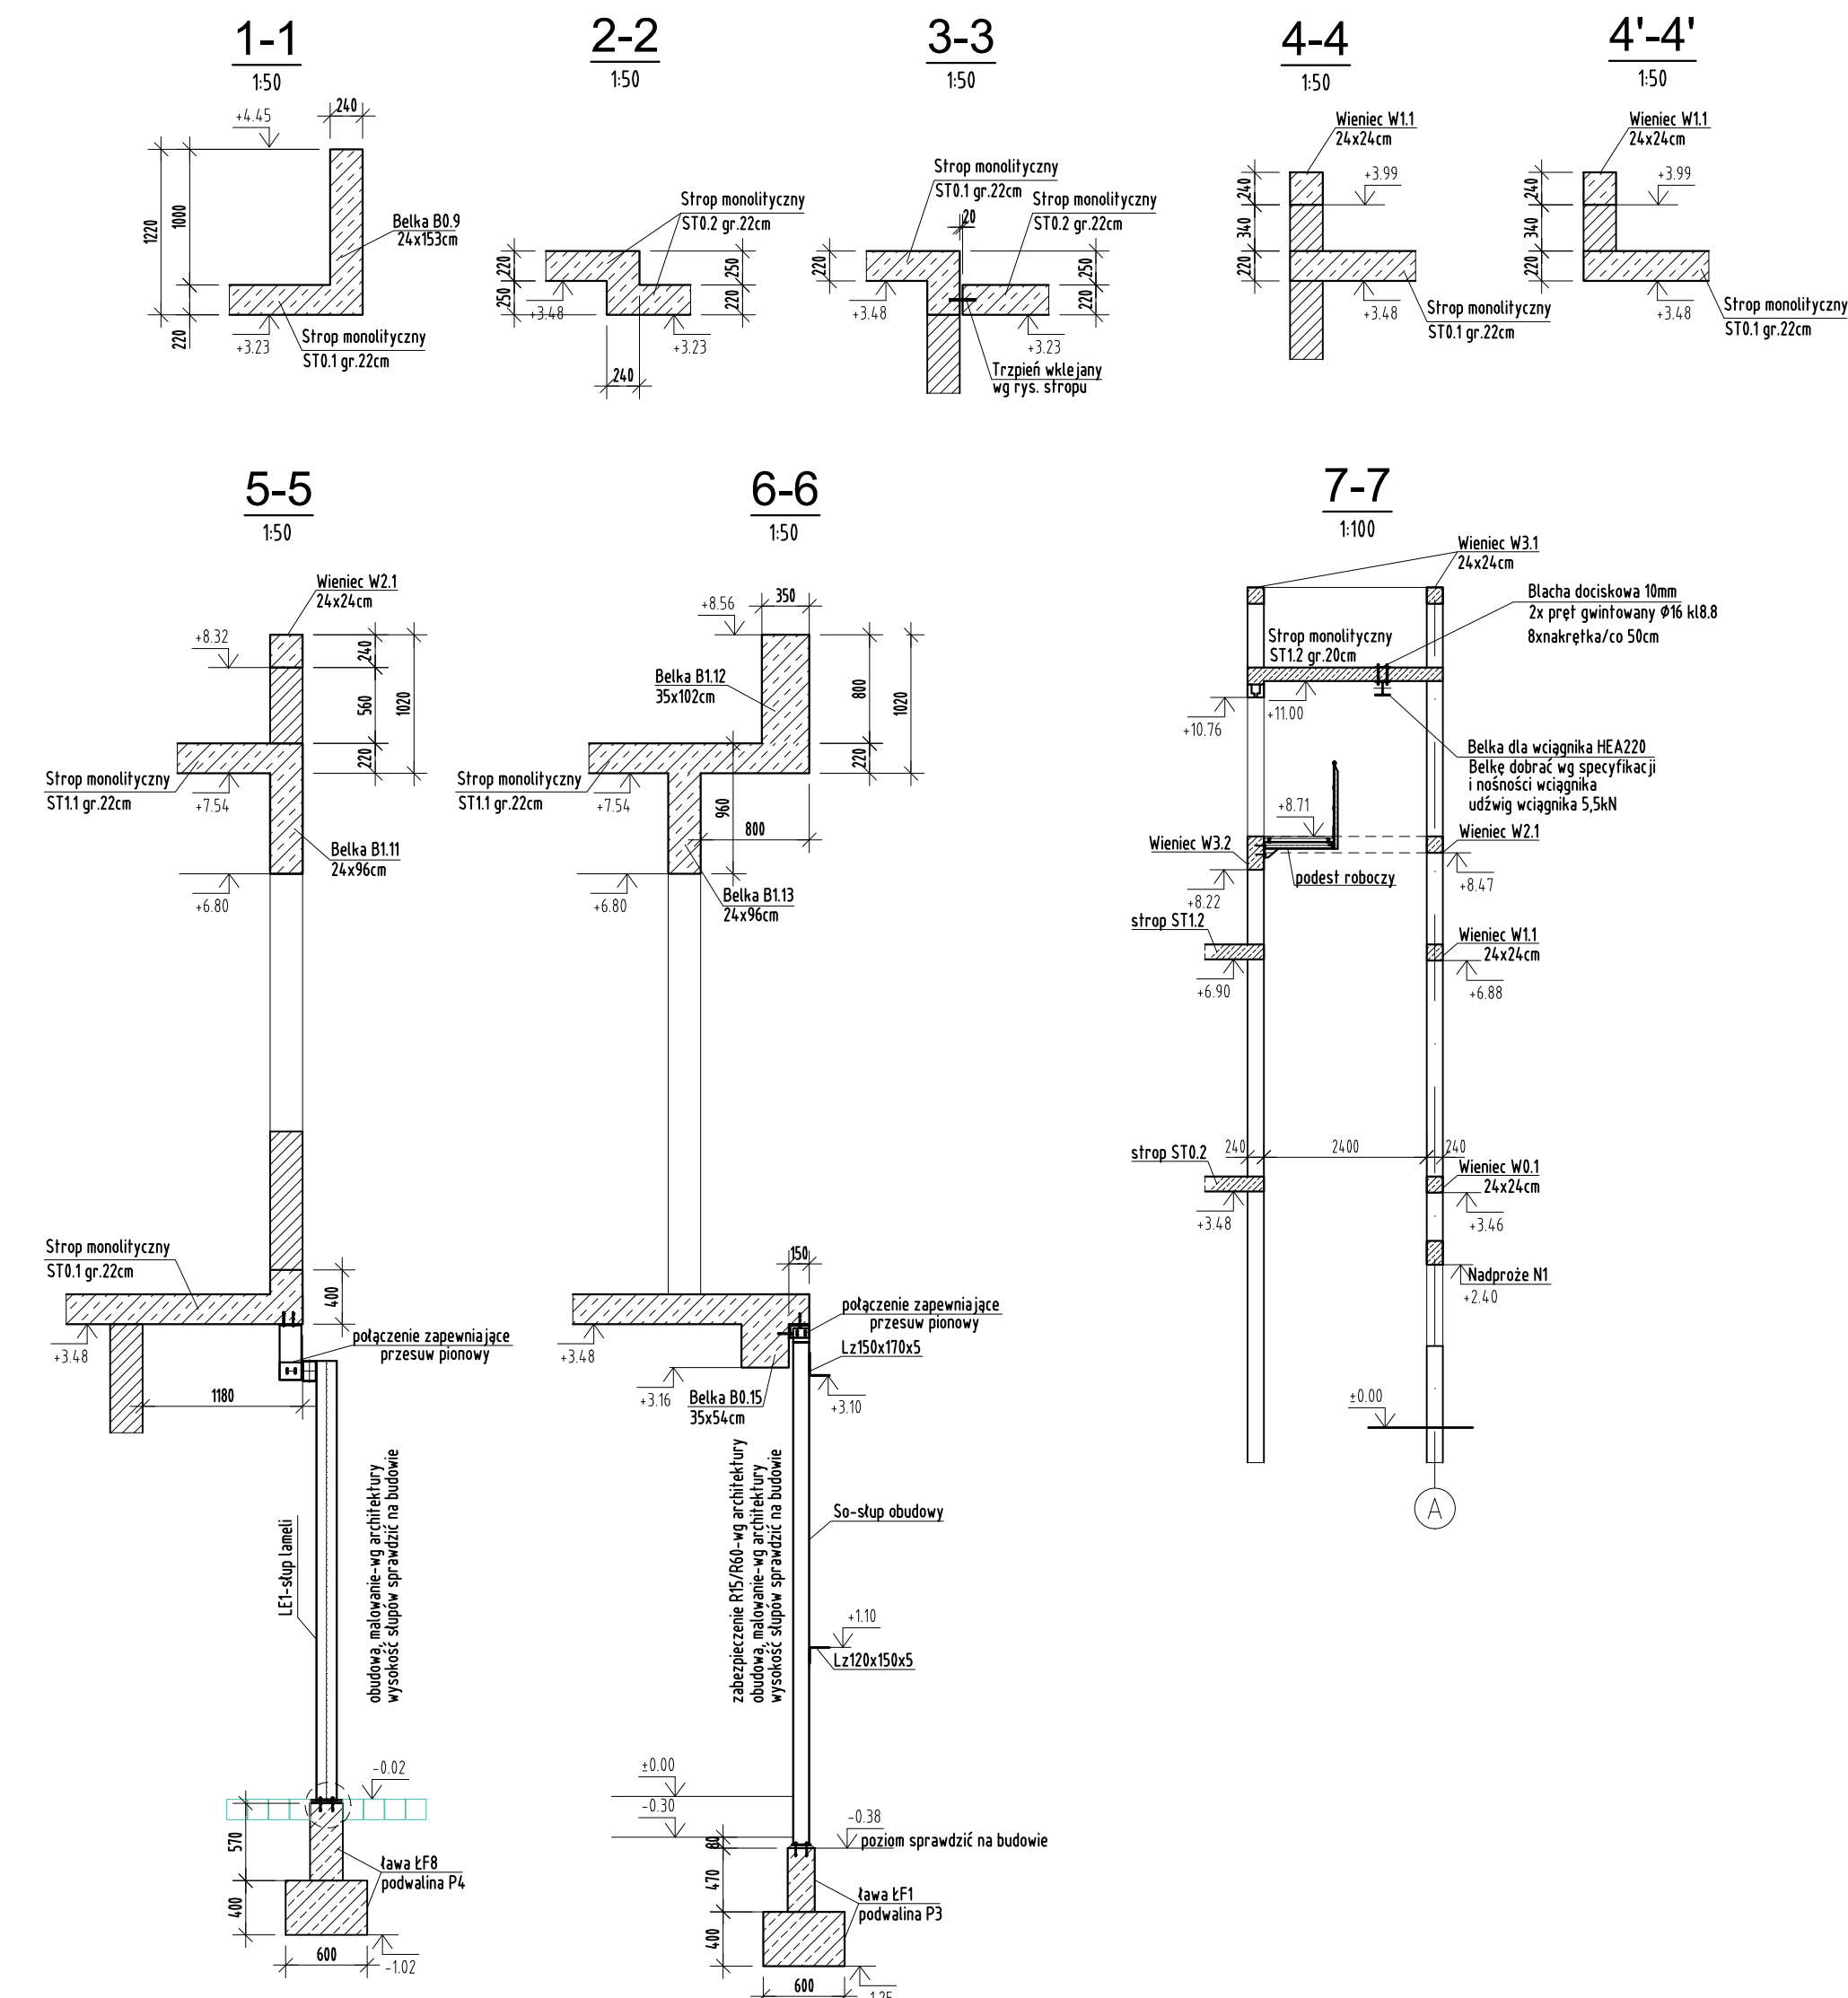 1-1
1:50
+4.45
240
1220
1000
220
Belka B0.9
24x153cm
+3.23
Strop monolityczny
ST0.1 gr.22cm
2-2
1:50
Strop monolityczny
ST0.2 gr.22cm
220
250
+3.48
250
220
+3.23
240
3-3
1:50
Strop monolityczny
ST0.1 gr.22cm
20
Strop monolityczny
ST0.2 gr.22cm
220
+3.48
250
220
+3.23
Trzpień wklejany
wg rys. stropu
4-4
1:50
Wieniec W1.1
24x24cm
240
340
220
+3.99
+3.48
Strop monolityczny
ST0.1 gr.22cm
4'-4'
1:50
Wieniec W1.1
24x24cm
240
340
220
+3.99
+3.48
Strop monolityczny
ST0.1 gr.22cm
5-5
1:50
Wieniec W2.1
24x24cm
+8.32
240
560
220
1020
Strop monolityczny
ST1.1 gr.22cm
+7.54
Belka B1.11
24x96cm
+6.80
Strop monolityczny
ST0.1 gr.22cm
400
+3.48
połączenie zapewniające
przesuw pionowy
1180
LE1-słup lameli
obudowa, malowanie-wg architektury
wysokość słupów sprawdzić na budowie
-0.02
570
400
ława ŁF8
podwalina P4
600
-1.02
6-6
1:50
350
+8.56
Belka B1.12
35x102cm
800
220
1020
Strop monolityczny
ST1.1 gr.22cm
+7.54
960
800
+6.80
Belka B1.13
24x96cm
150
połączenie zapewniające
przesuw pionowy
Lz150x170x5
+3.48
+3.16
+3.10
Belka B0.15
35x54cm
zabezpieczenie R15/R60-wg architektury
obudowa, malowanie-wg architektury
wysokość słupów sprawdzić na budowie
So-słup obudowy
+1.10
Lz120x150x5
±0.00
-0.30
-0.38
poziom sprawdzić na budowie
80
470
400
ława ŁF1
podwalina P3
600
7-7
1:100
Wieniec W3.1
24x24cm
Blacha dociskowa 10mm
2x pręt gwintowany Φ16 kl8.8
8xnakrętka/co 50cm
Strop monolityczny
ST1.2 gr.20cm
+10.76
+11.00
Belka dla wciągnika HEA220
Belkę dobrać wg specyfikacji
i nośności wciągnika
udźwig wciągnika 5,5kN
+8.71
Wieniec W3.2
Wieniec W2.1
podest roboczy
+8.22
+8.47
strop ST1.2
Wieniec W1.1
24x24cm
+6.90
+6.88
strop ST0.2
240
2400
240
Wieniec W0.1
24x24cm
+3.48
+3.46
Nadproże N1
+2.40
±0.00
A